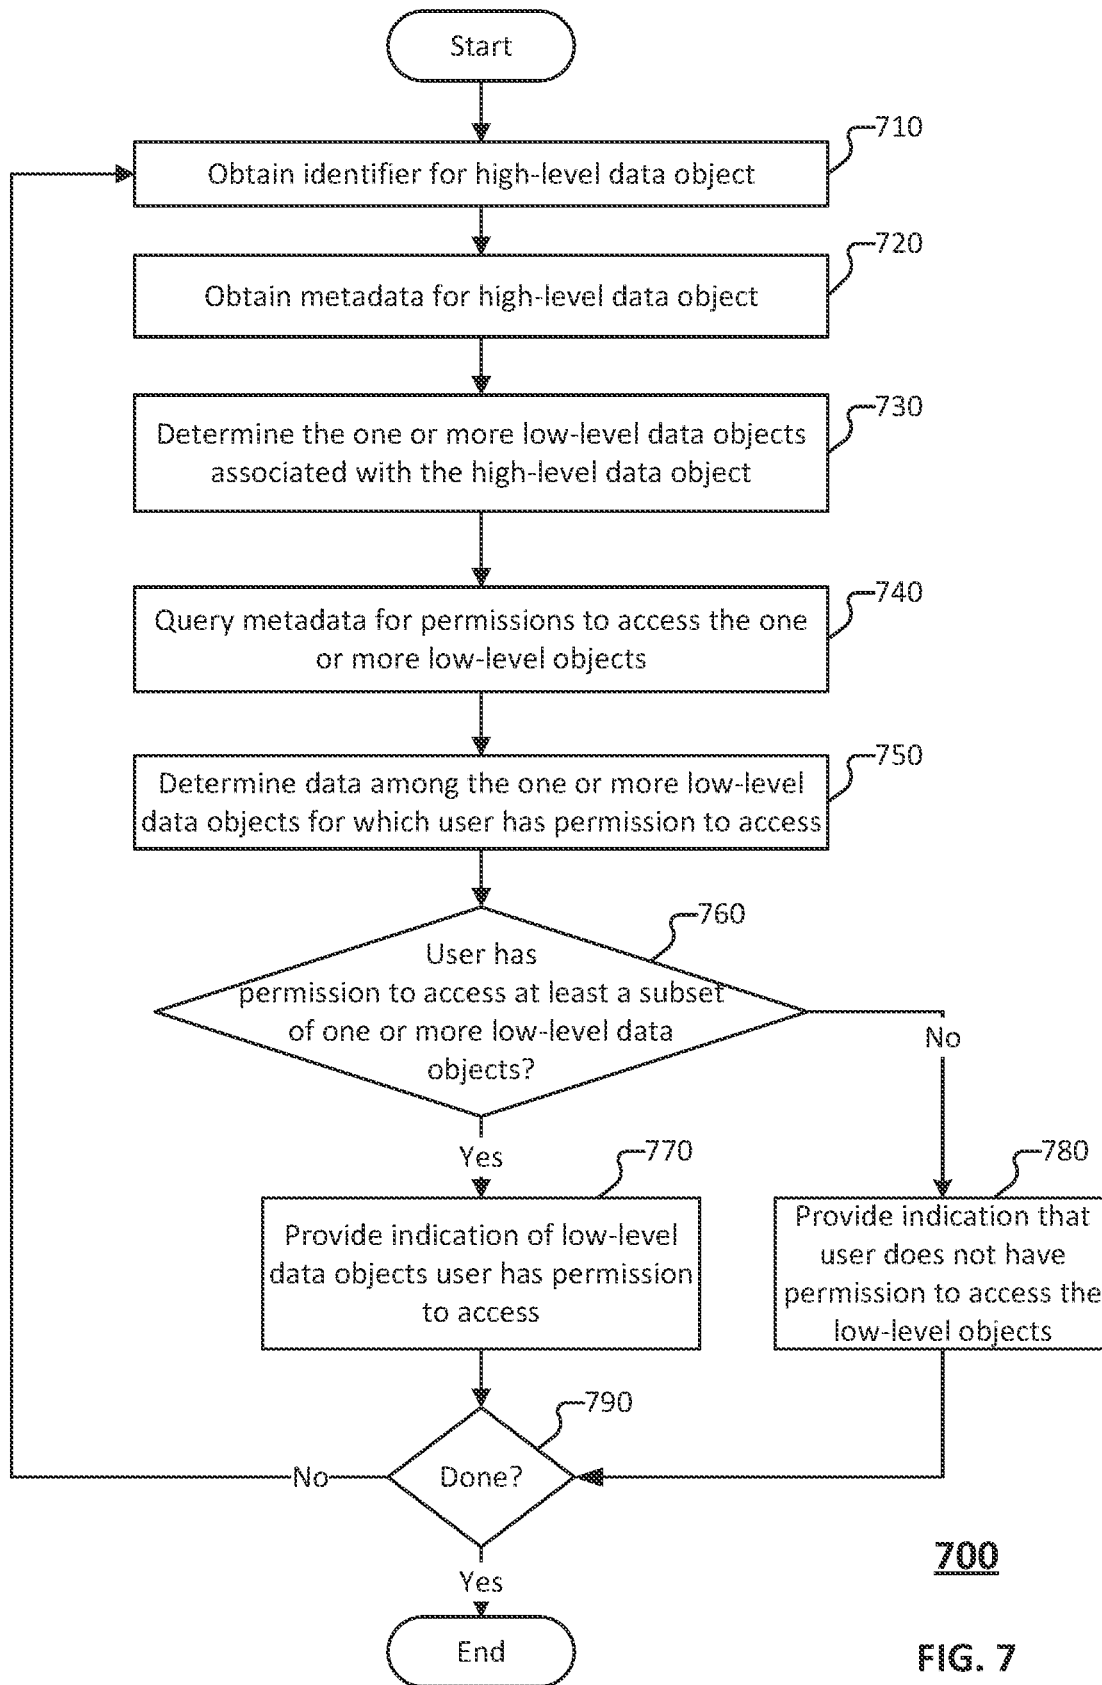 Start
710
Obtain identifier for high-level data object
720
Obtain metadata for high-level data object
730
Determine the one or more low-level data objects
associated with the high-level data object
740
Query metadata for permissions to access the one
or more low-level objects
750
Determine data among the one or more low-level
data objects for which user has permission to access
760
User has
permission to access at least a subset
of one or more low-level data
objects?
No
Yes
770
Provide indication of low-level
data objects user has permission
to access
780
Provide indication that
user does not have
permission to access the
low-level objects
790
Done?
No
Yes
End
700
FIG. 7